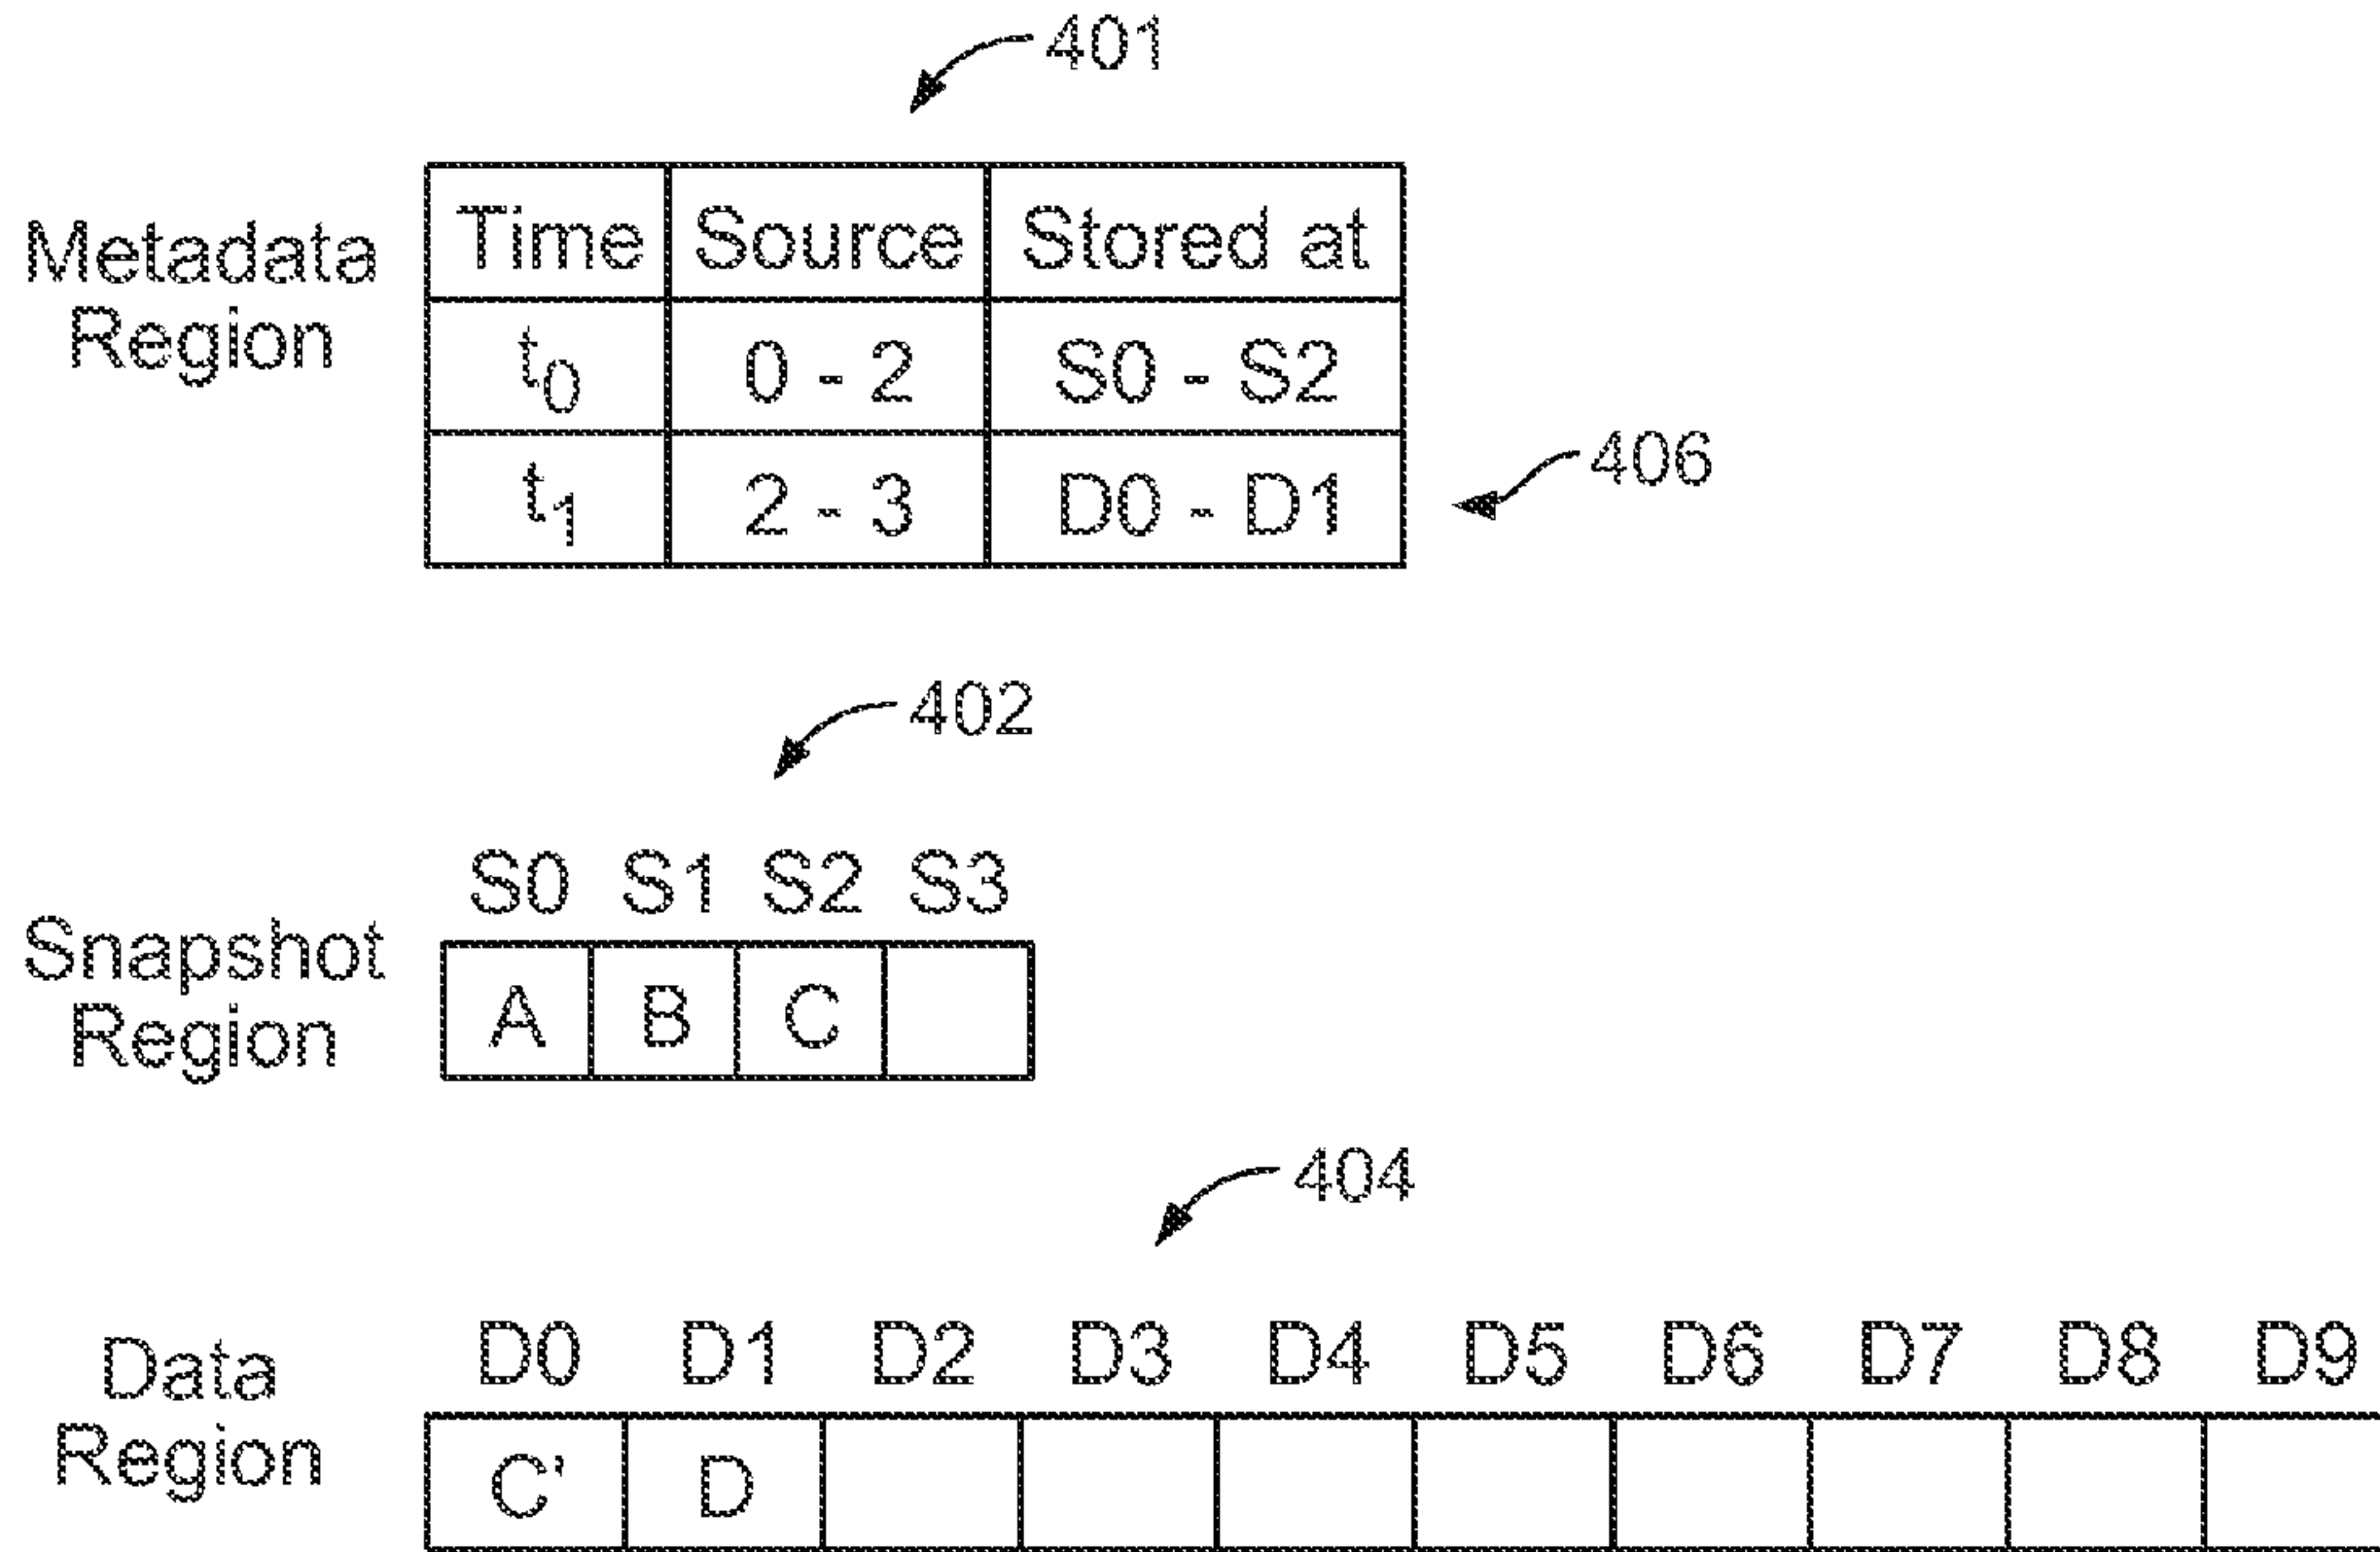 401
Metadata
Region
Time Source Stored at
t0 0 - 2 S0 - S2
t1 2 - 3 D0 - D1
406
402
S0 S1 S2 S3
Snapshot
Region
A B C
404
D0 D1 D2 D3 D4 D5 D6 D7 D8 D9
Data
Region
C' D